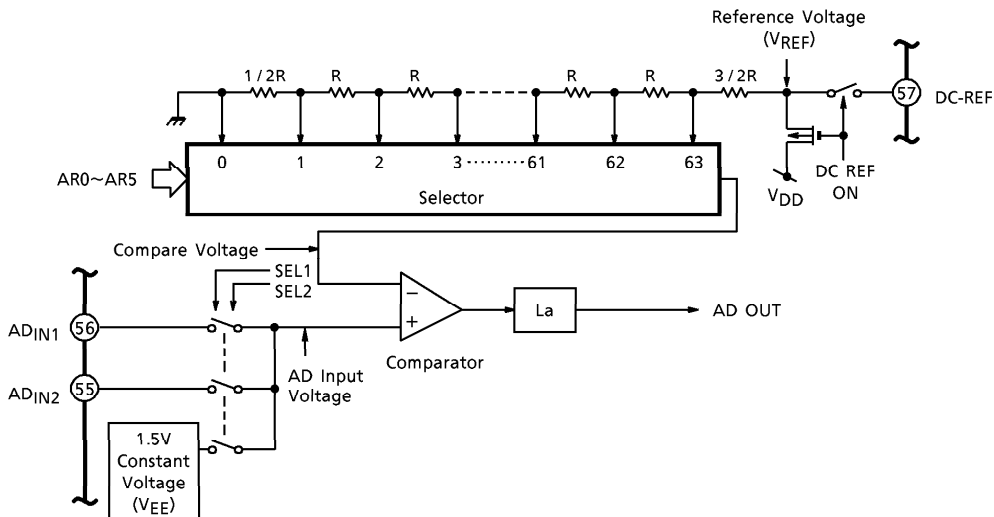 Reference Voltage
(VREF)
1/2R R R R R 3/2R
57 DC-REF
0 1 2 3 ········ 61 62 63
AR0~AR5
Selector
VDD
DC REF
ON
Compare Voltage
SEL1
SEL2
−
+
La
AD OUT
Comparator
ADIN1 56
AD Input
Voltage
ADIN2 55
1.5V
Constant
Voltage
(VEE)